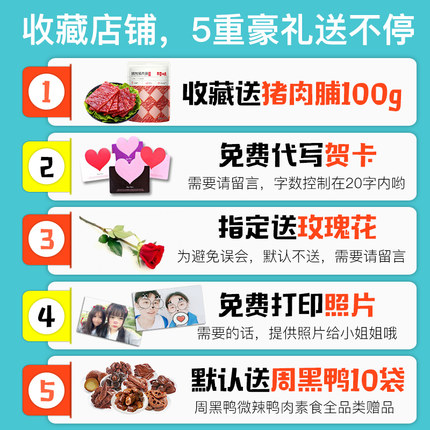 收藏店铺，5重豪礼送不停
1
收藏送猪肉脯100g
2
免费代写贺卡
需要请留言，字数控制在20字内哟
3
指定送玫瑰花
为避免误会，默认不送，需要请留言
4
免费打印照片
需要的话，提供照片给小姐姐哦
5
默认送周黑鸭10袋
周黑鸭微辣鸭肉素食全品类赠品